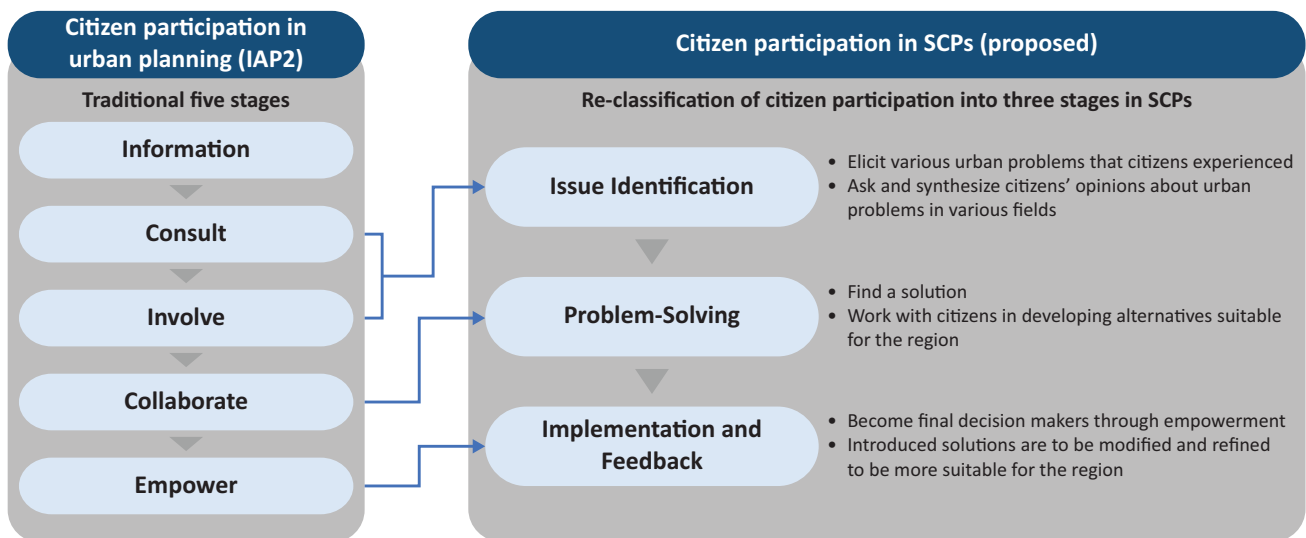 Citizen participation in
urban planning (IAP2)
Traditional five stages
Information
Consult
Involve
Collaborate
Empower
Citizen participation in SCPs (proposed)
Re-classification of citizen participation into three stages in SCPs
Issue Identification
• Elicit various urban problems that citizens experienced
• Ask and synthesize citizens’ opinions about urban
problems in various fields
Problem-Solving
• Find a solution
• Work with citizens in developing alternatives suitable
for the region
Implementation and
Feedback
• Become final decision makers through empowerment
• Introduced solutions are to be modified and refined
to be more suitable for the region